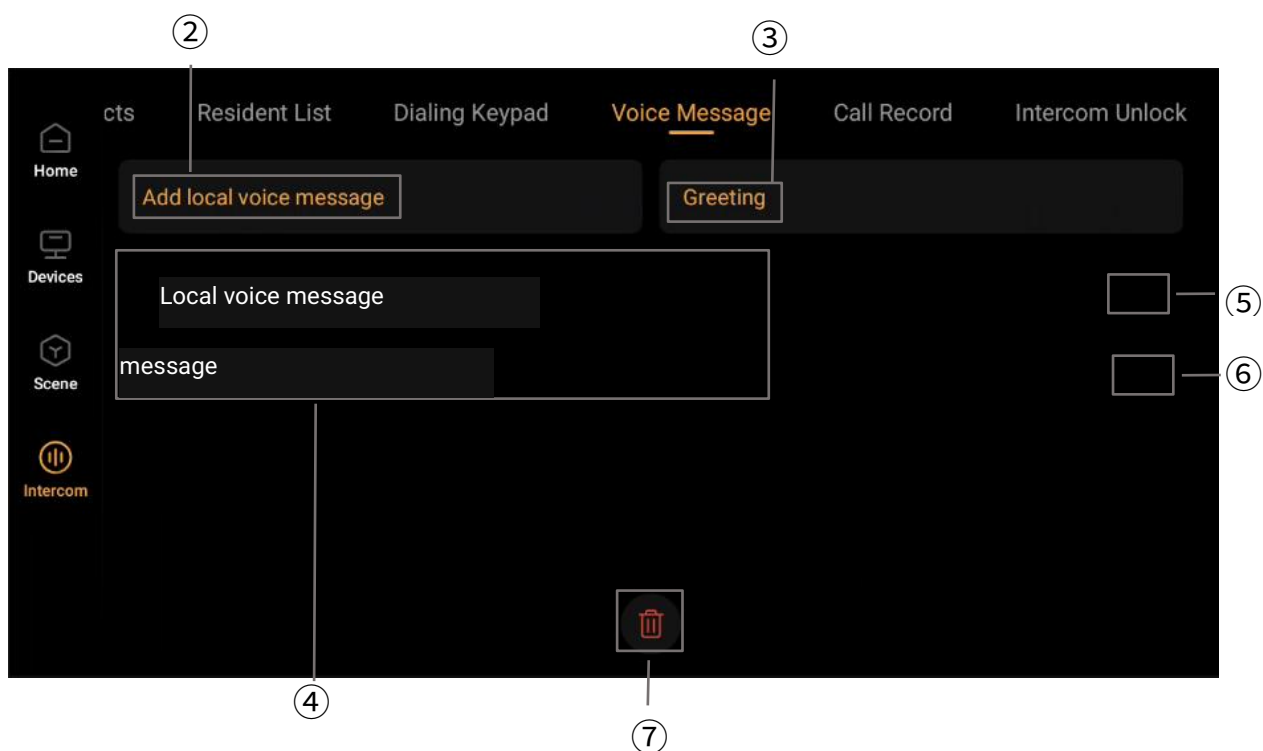 ② ③
cts Resident List Dialing Keypad Voice Message Call Record Intercom Unlock
Home
Add local voice message Greeting
Devices
Local voice message
⑤
message
⑥
Scene
Intercom
④
⑦